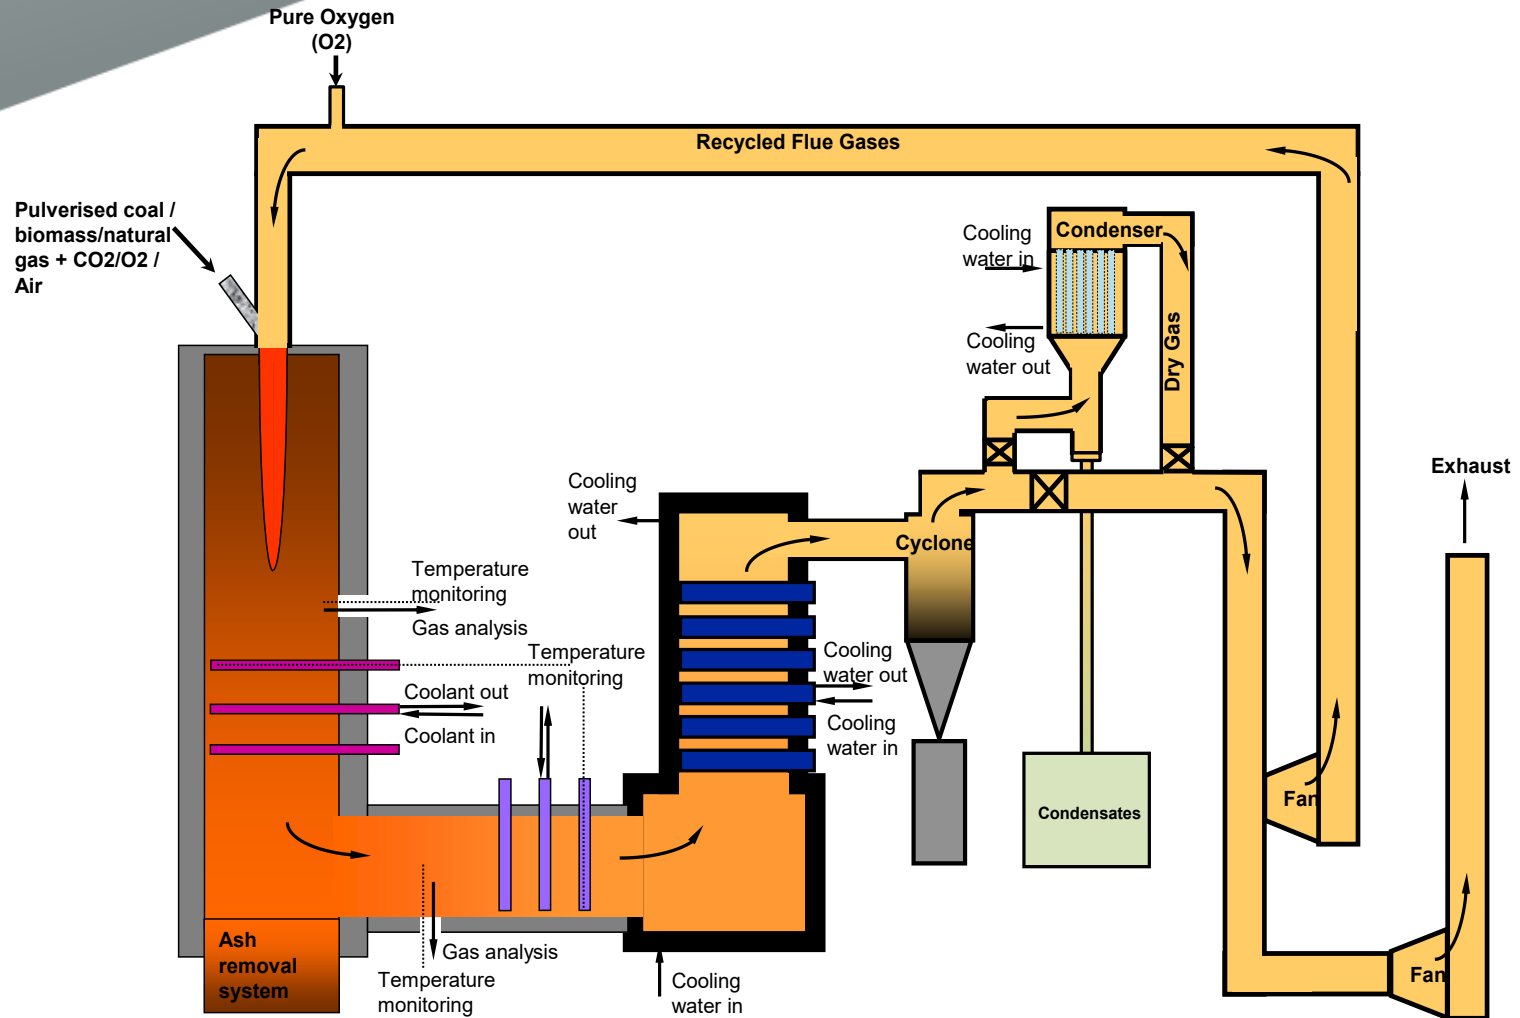 Pure Oxygen
(O2)
Recycled Flue Gases
Pulverised coal /
biomass/natural
gas + CO2/O2 /
Air
Cooling
water in
Condenser
Cooling
water out
Dry Gas
Exhaust
Cooling
water
out
Cyclone
Temperature
monitoring
Gas analysis
Temperature
monitoring
Cooling
water out
Coolant out
Coolant in
Cooling
water in
Fan
Condensates
Ash
removal
system
Gas analysis
Temperature
monitoring
Cooling
water in
Fan